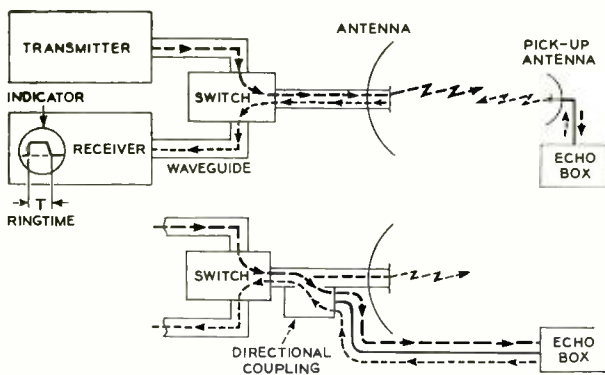 TRANSMITTER
ANTENNA
PICK-UP
ANTENNA
SWITCH
INDICATOR
RECEIVER
WAVEGUIDE
ECHO
BOX
T
RINGTIME
SWITCH
DIRECTIONAL
COUPLING
ECHO
BOX